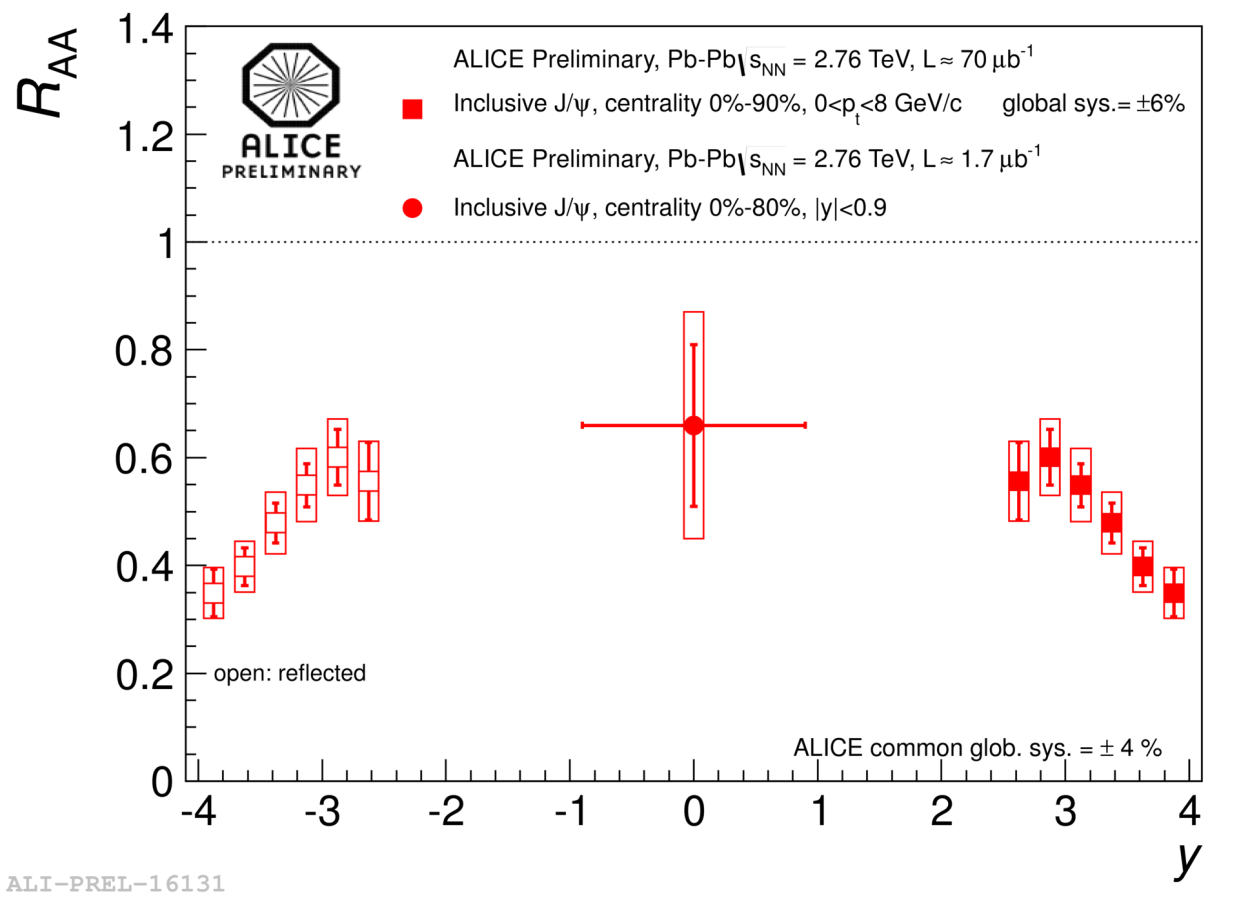 1.4
R_AA
ALICE Preliminary, Pb-Pb √s_NN = 2.76 TeV, L ≈ 70 μb^-1
Inclusive J/ψ, centrality 0%-90%, 0<p_t<8 GeV/c global sys.= ±6%
1.2
ALICE
PRELIMINARY
ALICE Preliminary, Pb-Pb √s_NN = 2.76 TeV, L ≈ 1.7 μb^-1
Inclusive J/ψ, centrality 0%-80%, |y|<0.9
1
0.8
0.6
0.4
0.2
open: reflected
ALICE common glob. sys. = ± 4 %
0
-4 -3 -2 -1 0 1 2 3 4
y
ALI-PREL-16131